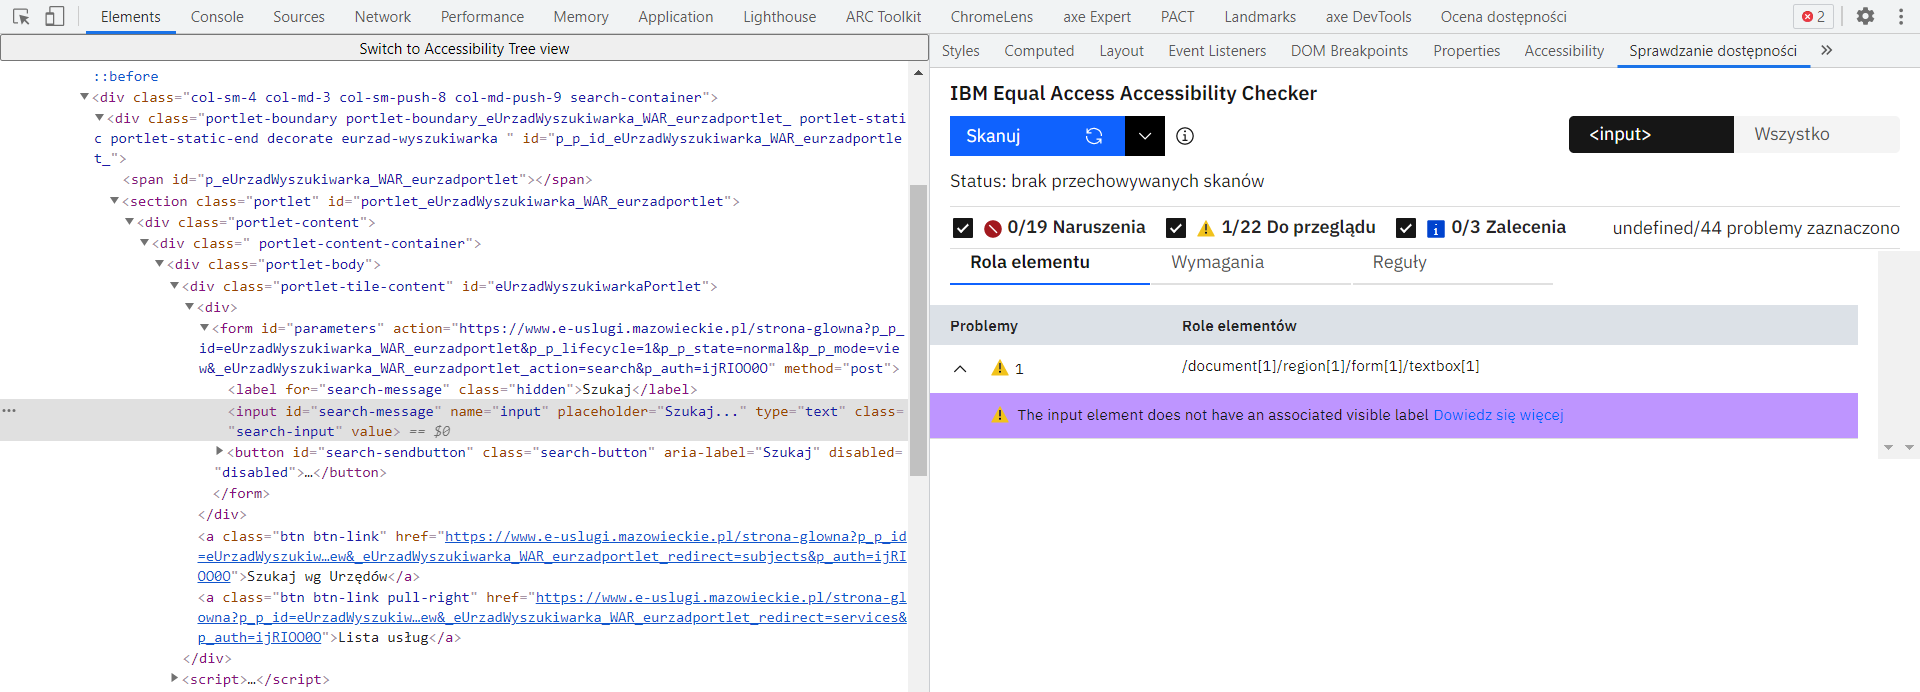 Elements Console Sources Network Performance Memory Application Lighthouse ARC Toolkit ChromeLens axe Expert PACT Landmarks axe DevTools Ocena dostępności 2
Switch to Accessibility Tree view
::before
<div class="col-sm-4 col-md-3 col-sm-push-8 col-md-push-9 search-container">
<div class="portlet-boundary portlet-boundary_eUrzadWyszukiwarka_WAR_eurzadportlet_ portlet-stati
c portlet-static-end decorate eurzad-wyszukiwarka " id="p_p_id_eUrzadWyszukiwarka_WAR_eurzadportle
t_">
<span id="p_eUrzadWyszukiwarka_WAR_eurzadportlet"></span>
<section class="portlet" id="portlet_eUrzadWyszukiwarka_WAR_eurzadportlet">
<div class="portlet-content">
<div class=" portlet-content-container">
<div class="portlet-body">
<div class="portlet-tile-content" id="eUrzadWyszukiwarkaPortlet">
<div>
<form id="parameters" action="https://www.e-uslugi.mazowieckie.pl/strona-glowna?p_p_
id=eUrzadWyszukiwarka_WAR_eurzadportlet&p_p_lifecycle=1&p_p_state=normal&p_p_mode=vie
w&_eUrzadWyszukiwarka_WAR_eurzadportlet_action=search&p_auth=ijRIOO0O" method="post">
<label for="search-message" class="hidden">Szukaj</label>
<input id="search-message" name="input" placeholder="Szukaj..." type="text" class=
"search-input" value> == $0
<button id="search-sendbutton" class="search-button" aria-label="Szukaj" disabled=
"disabled">…</button>
</form>
</div>
<a class="btn btn-link" href="https://www.e-uslugi.mazowieckie.pl/strona-glowna?p_p_id
=eUrzadWyszukiw…ew&_eUrzadWyszukiwarka_WAR_eurzadportlet_redirect=subjects&p_auth=ijRI
OO0O">Szukaj wg Urzędów</a>
<a class="btn btn-link pull-right" href="https://www.e-uslugi.mazowieckie.pl/strona-gl
owna?p_p_id=eUrzadWyszukiw…ew&_eUrzadWyszukiwarka_WAR_eurzadportlet_redirect=services&
p_auth=ijRIOO0O">Lista usług</a>
</div>
<script>…</script>
Styles Computed Layout Event Listeners DOM Breakpoints Properties Accessibility Sprawdzanie dostępności
IBM Equal Access Accessibility Checker
Skanuj <input> Wszystko
Status: brak przechowywanych skanów
0/19 Naruszenia 1/22 Do przeglądu 0/3 Zalecenia undefined/44 problemy zaznaczono
Rola elementu Wymagania Reguły
Problemy Role elementów
1 /document[1]/region[1]/form[1]/textbox[1]
The input element does not have an associated visible label Dowiedz się więcej